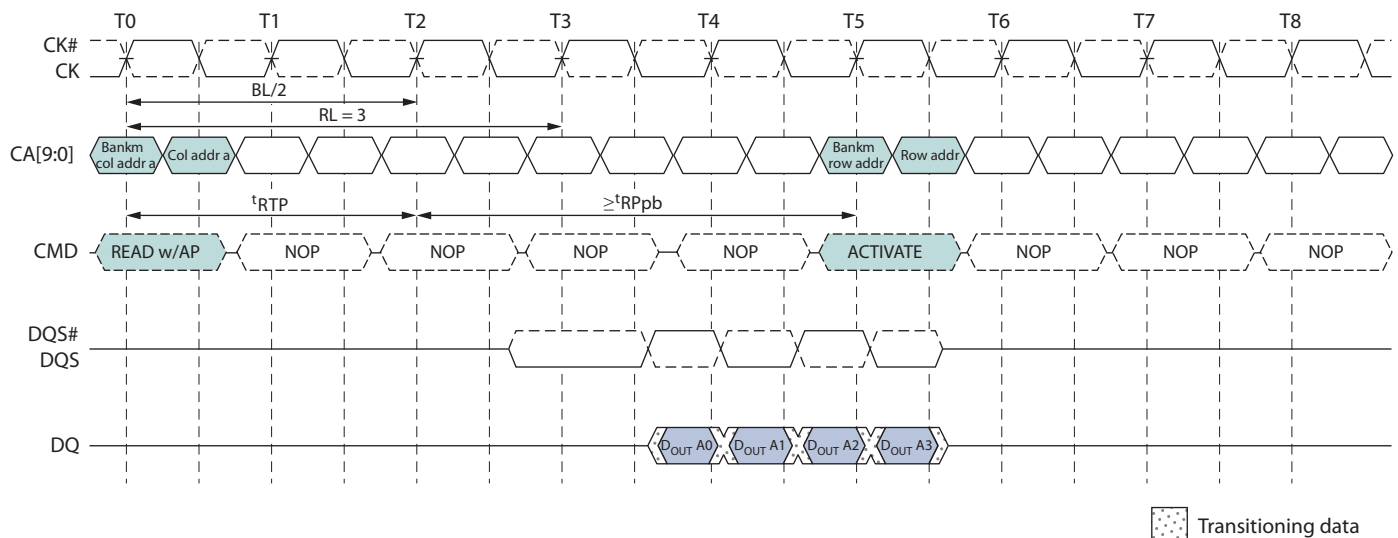 T0 T1 T2 T3 T4 T5 T6 T7 T8
CK#
CK
BL/2
RL = 3
CA[9:0]
Bankm
col addr a
Col addr a
Bankm
row addr
Row addr
tRTP
≥tRPpb
CMD
READ w/AP NOP NOP NOP NOP ACTIVATE NOP NOP NOP
DQS#
DQS
DQ
DOUT A0 DOUT A1 DOUT A2 DOUT A3
Transitioning data